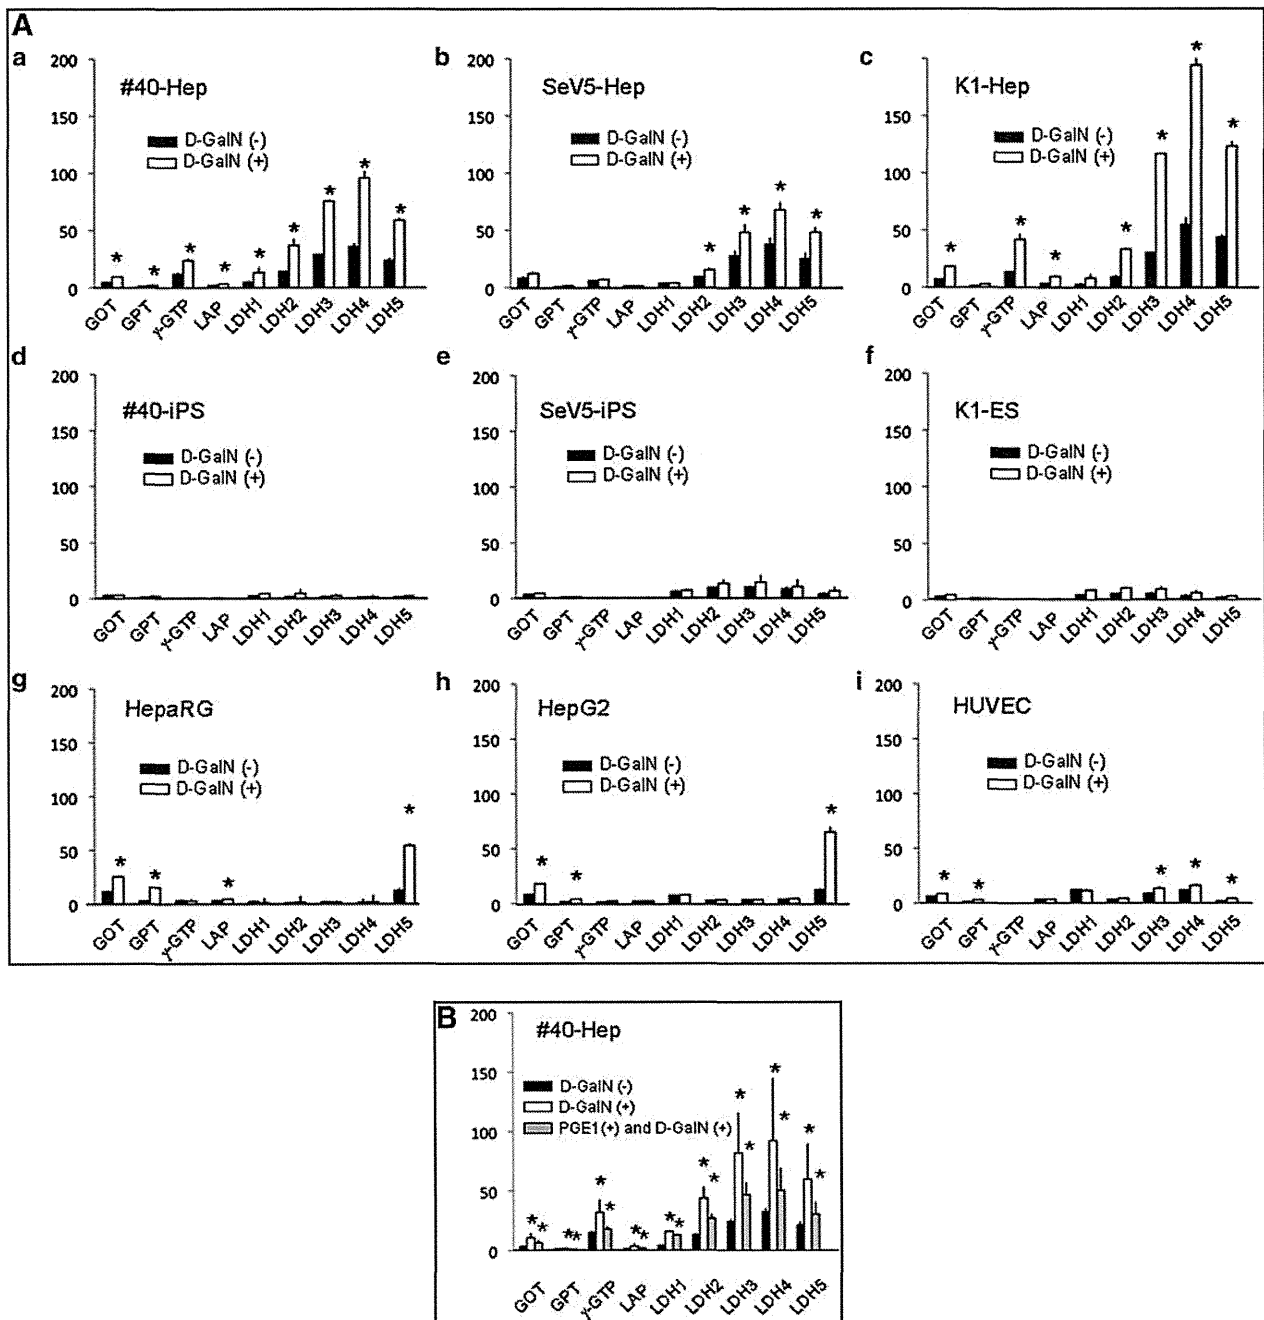 A
a
200
150
100
50
0
#40-Hep
D-GalN (-)
D-GalN (+)
* * * * * * * * *
GOT GPT γ-GTP LAP LDH1 LDH2 LDH3 LDH4 LDH5
b
200
150
100
50
0
SeV5-Hep
D-GalN (-)
D-GalN (+)
* * * *
GOT GPT γ-GTP LAP LDH1 LDH2 LDH3 LDH4 LDH5
c
200
150
100
50
0
K1-Hep
D-GalN (-)
D-GalN (+)
* * * * * * *
GOT GPT γ-GTP LAP LDH1 LDH2 LDH3 LDH4 LDH5
d
200
150
100
50
0
#40-iPS
D-GalN (-)
D-GalN (+)
GOT GPT γ-GTP LAP LDH1 LDH2 LDH3 LDH4 LDH5
e
200
150
100
50
0
SeV5-iPS
D-GalN (-)
D-GalN (+)
GOT GPT γ-GTP LAP LDH1 LDH2 LDH3 LDH4 LDH5
f
200
150
100
50
0
K1-ES
D-GalN (-)
D-GalN (+)
GOT GPT γ-GTP LAP LDH1 LDH2 LDH3 LDH4 LDH5
g
200
150
100
50
0
HepaRG
D-GalN (-)
D-GalN (+)
* * * *
GOT GPT γ-GTP LAP LDH1 LDH2 LDH3 LDH4 LDH5
h
200
150
100
50
0
HepG2
D-GalN (-)
D-GalN (+)
* * *
GOT GPT γ-GTP LAP LDH1 LDH2 LDH3 LDH4 LDH5
i
200
150
100
50
0
HUVEC
D-GalN (-)
D-GalN (+)
* * * * *
GOT GPT γ-GTP LAP LDH1 LDH2 LDH3 LDH4 LDH5
B
200
150
100
50
0
#40-Hep
D-GalN (-)
D-GalN (+)
PGE1 (+) and D-GalN (+)
* * * * * * * * * * * * * * * * * *
GOT GPT γ-GTP LAP LDH1 LDH2 LDH3 LDH4 LDH5